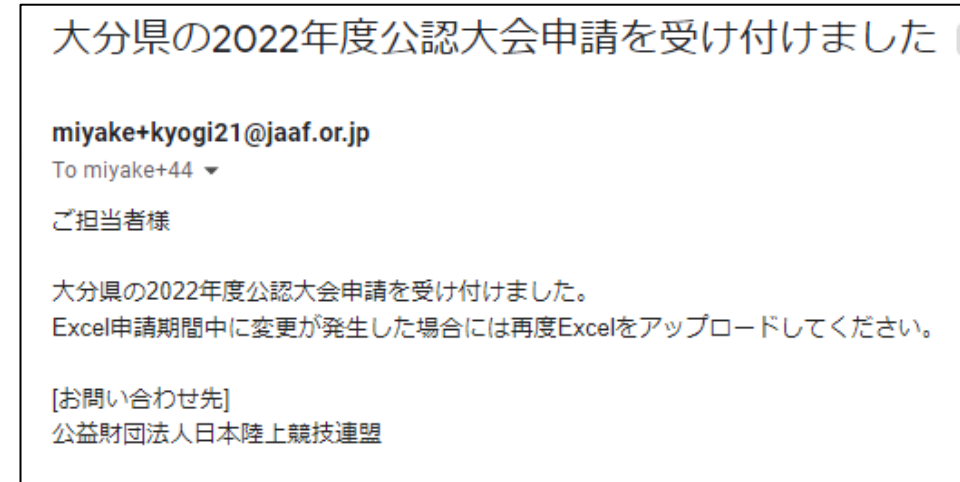 大分県の2022年度公認大会申請を受け付けました
miyake+kyogi21@jaaf.or.jp
To miyake+44
ご担当者様
大分県の2022年度公認大会申請を受け付けました。
Excel申請期間中に変更が発生した場合には再度Excelをアップロードしてください。
[お問い合わせ先]
公益財団法人日本陸上競技連盟